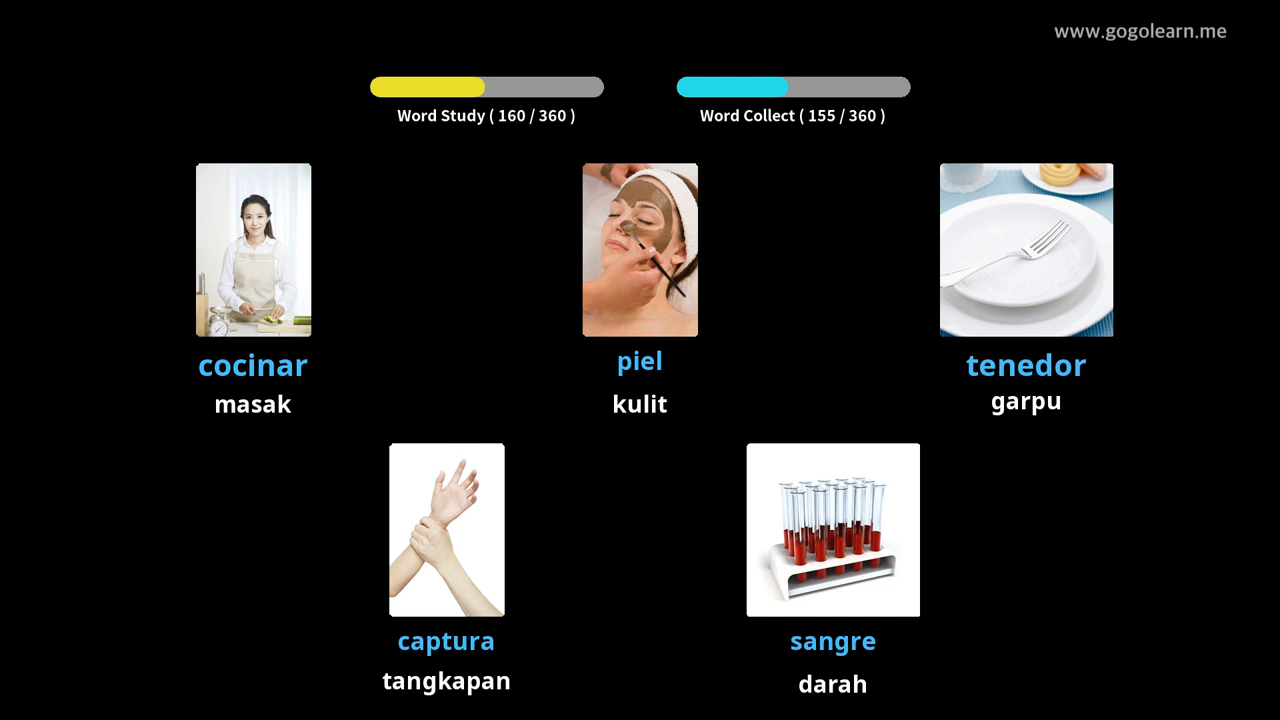 www.gogolearn.me
Word Study ( 160 / 360 )
Word Collect ( 155 / 360 )
cocinar
masak
piel
kulit
tenedor
garpu
captura
tangkapan
sangre
darah